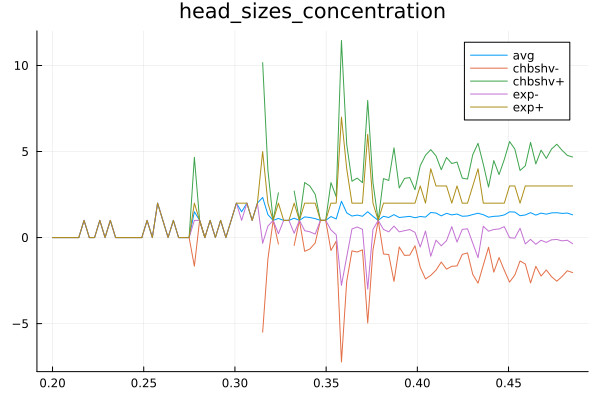 head_sizes_concentration
avg
chbshv-
chbshv+
exp-
exp+
10
5
0
−5
0.20 0.25 0.30 0.35 0.40 0.45